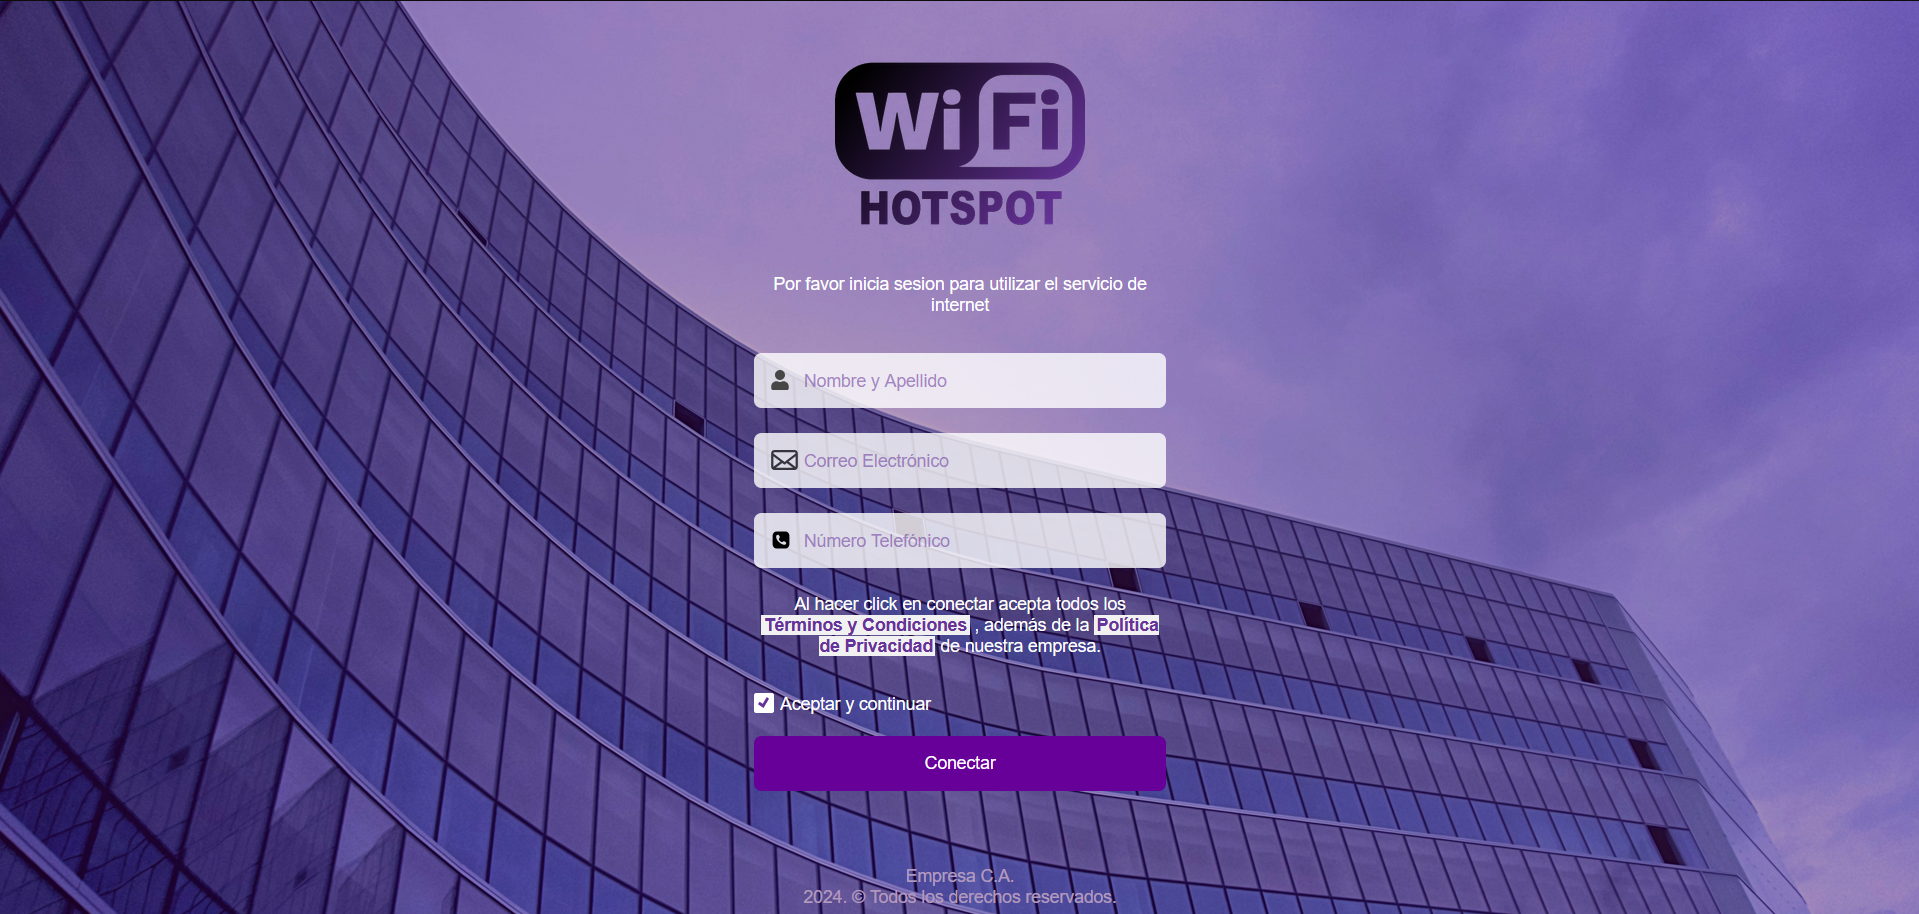 WiFi
HOTSPOT
Por favor inicia sesion para utilizar el servicio de
internet
Nombre y Apellido
Correo Electrónico
Número Telefónico
Al hacer click en conectar acepta todos los
Términos y Condiciones , además de la Política
de Privacidad de nuestra empresa.
Aceptar y continuar
Conectar
Empresa C.A.
2024. © Todos los derechos reservados.